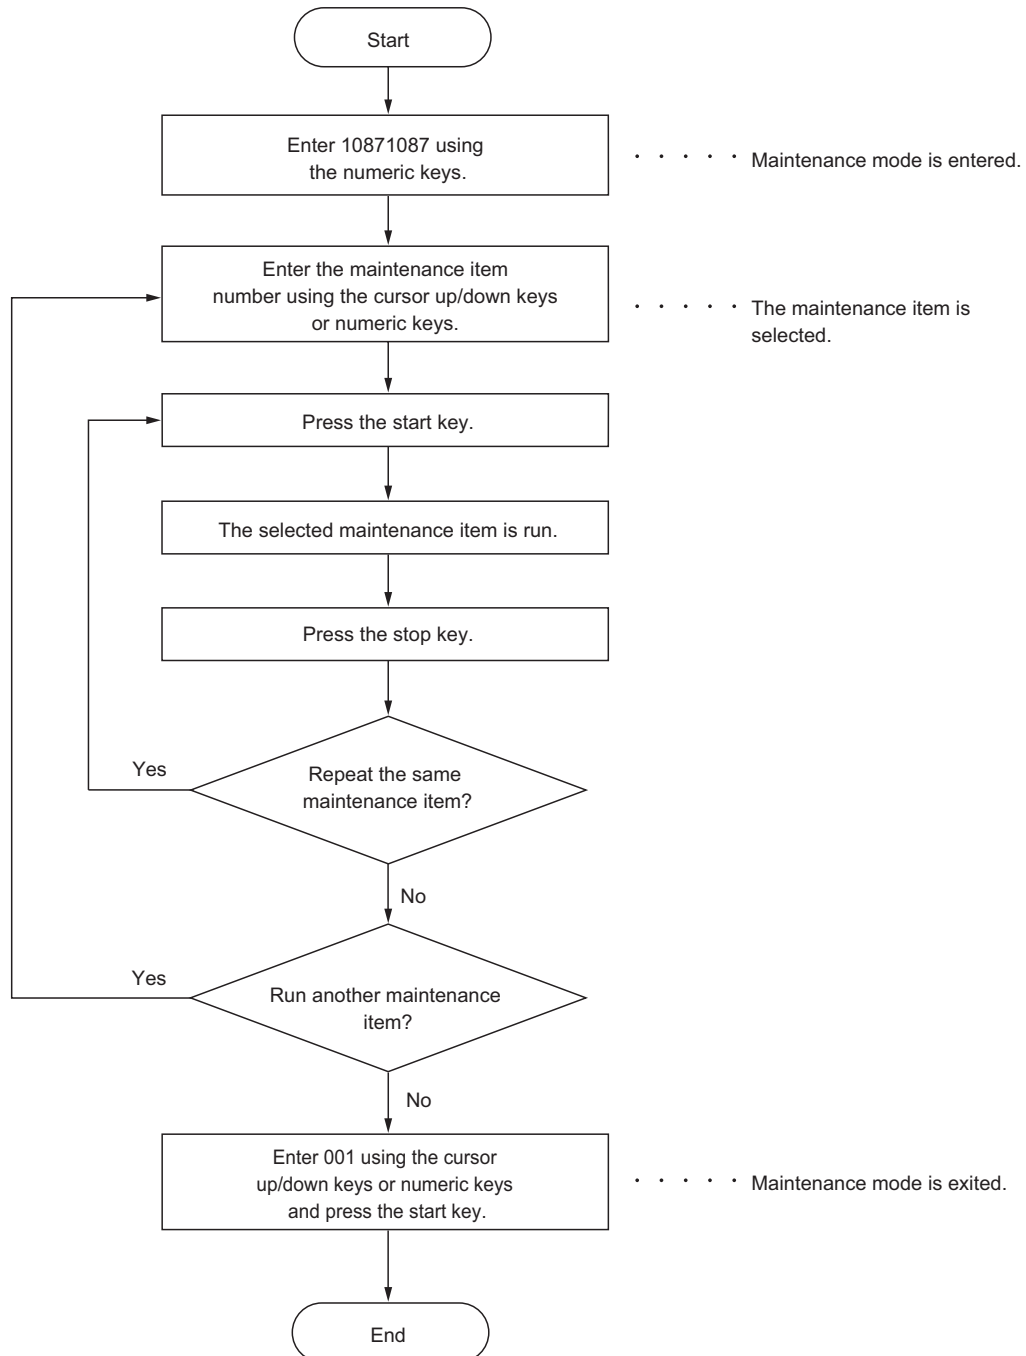 Start
Enter 10871087 using
the numeric keys.
· · · · · Maintenance mode is entered.
Enter the maintenance item
number using the cursor up/down keys
or numeric keys.
· · · · · The maintenance item is
selected.
Press the start key.
The selected maintenance item is run.
Press the stop key.
Yes
Repeat the same
maintenance item?
No
Yes
Run another maintenance
item?
No
Enter 001 using the cursor
up/down keys or numeric keys
and press the start key.
· · · · · Maintenance mode is exited.
End